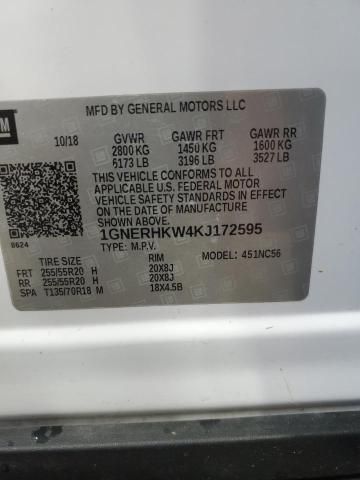 GM
MFD BY GENERAL MOTORS LLC
10/18 GVWR GAWR FRT GAWR RR
2800 KG 1450 KG 1600 KG
6173 LB 3196 LB 3527 LB
THIS VEHICLE CONFORMS TO ALL
APPLICABLE U.S. FEDERAL MOTOR
VEHICLE SAFETY STANDARDS IN EFFECT
ON THE DATE OF MANUFACTURE
SHOWN ABOVE.
1GNERHKW4KJ172595
8624 TYPE: M.P.V. MODEL: 451NC56
TIRE SIZE RIM
FRT 255/55R20 H 20X8J
RR 255/55R20 H 20X8J
SPA T135/70R18 M 18X4.5B